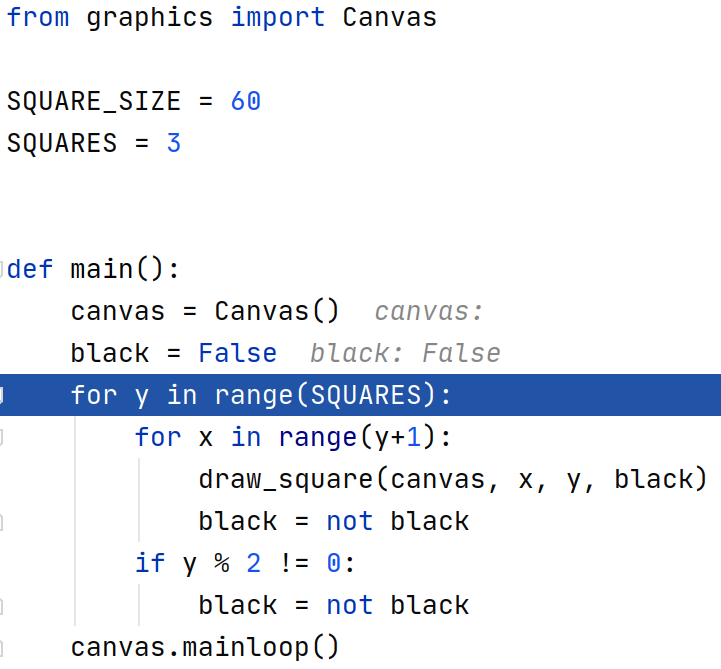 from graphics import Canvas
SQUARE_SIZE = 60
SQUARES = 3
def main():
canvas = Canvas() canvas:
black = False black: False
for y in range(SQUARES):
for x in range(y+1):
draw_square(canvas, x, y, black)
black = not black
if y % 2 != 0:
black = not black
canvas.mainloop()